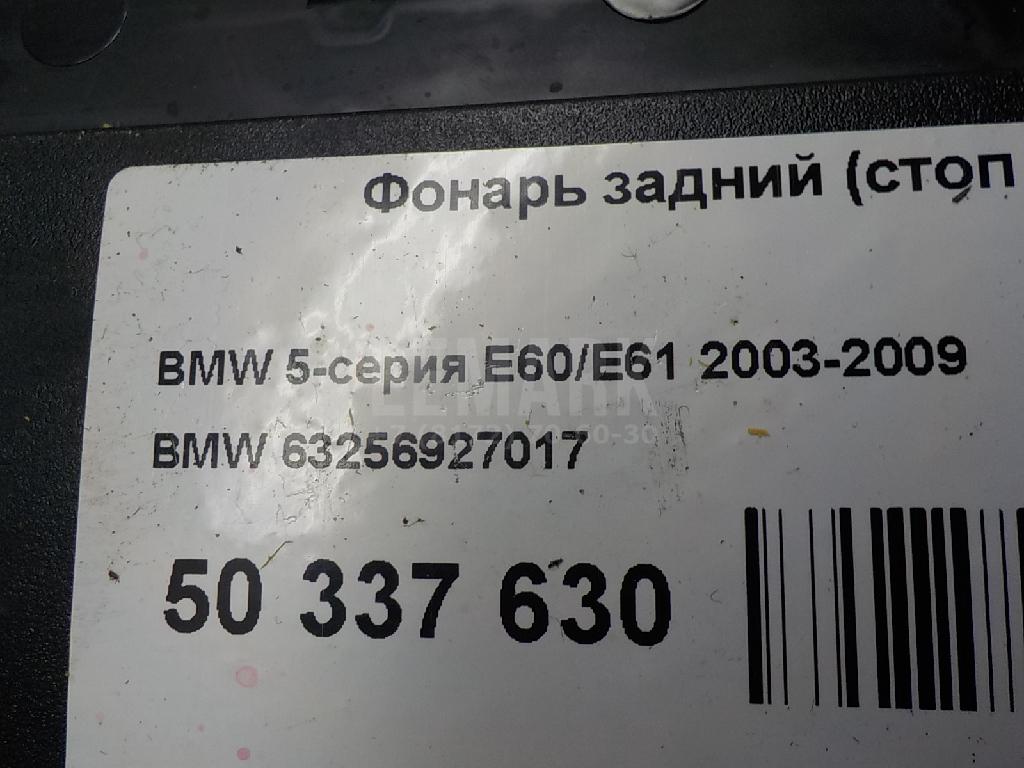 Фонарь задний (стоп
BMW 5-серия E60/E61 2003-2009
BMW 63256927017
50 337 630